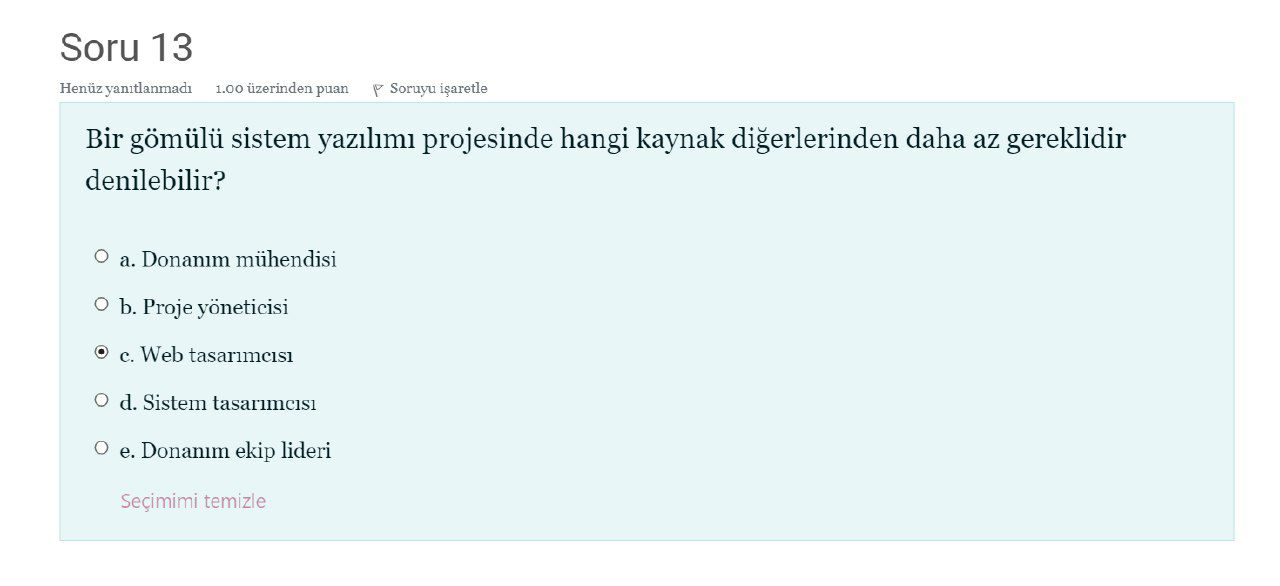 Soru 13
Henüz yanıtlanmadı 1.00 üzerinden puan Soruyu işaretle
Bir gömülü sistem yazılımı projesinde hangi kaynak diğerlerinden daha az gereklidir
denilebilir?
a. Donanım mühendisi
b. Proje yöneticisi
c. Web tasarımcısı
d. Sistem tasarımcısı
e. Donanım ekip lideri
Seçimimi temizle